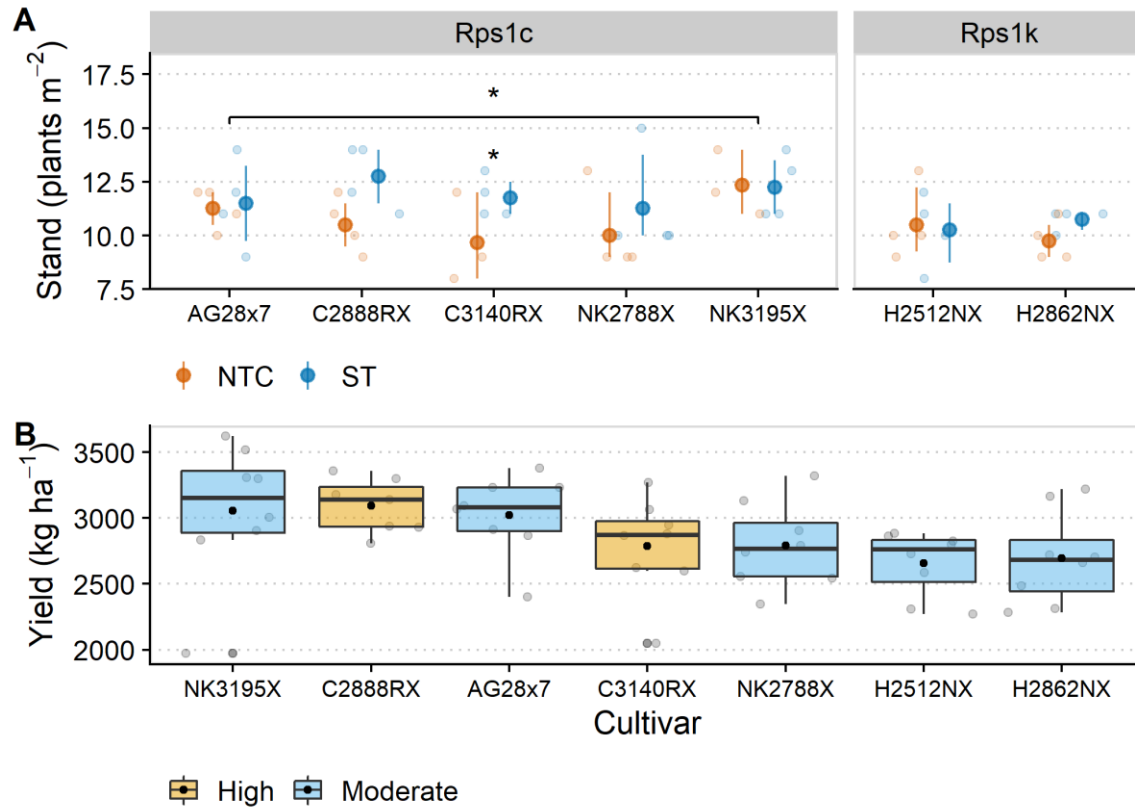 A
Rps1c Rps1k
Stand (plants m⁻²)
17.5
*
15.0
*
12.5
10.0
7.5
AG28x7 C2888RX C3140RX NK2788X NK3195X H2512NX H2862NX
NTC ST
B
Yield (kg ha⁻¹)
3500
3000
2500
2000
NK3195X C2888RX AG28x7 C3140RX NK2788X H2512NX H2862NX
Cultivar
High Moderate